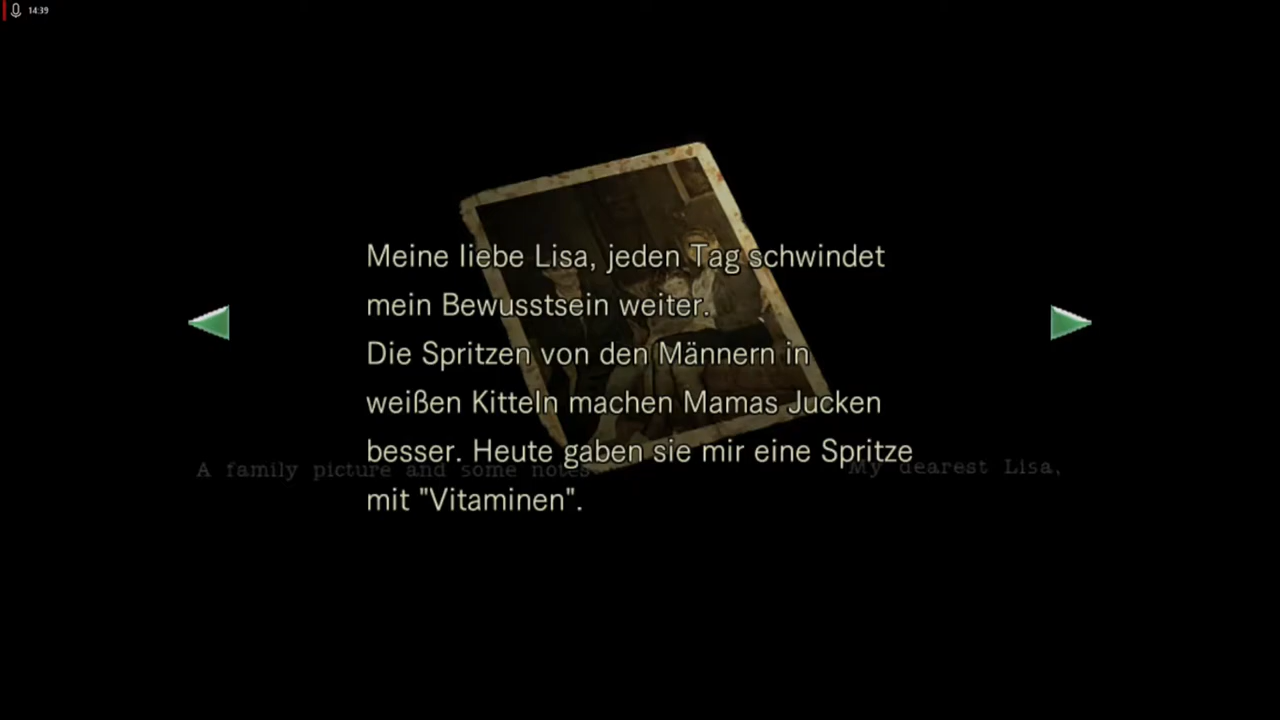 14:39
Meine liebe Lisa, jeden Tag schwindet
mein Bewusstsein weiter.
Die Spritzen von den Männern in
weißen Kitteln machen Mamas Jucken
besser. Heute gaben sie mir eine Spritze
A family picture and some notes
My dearest Lisa,
mit "Vitaminen".